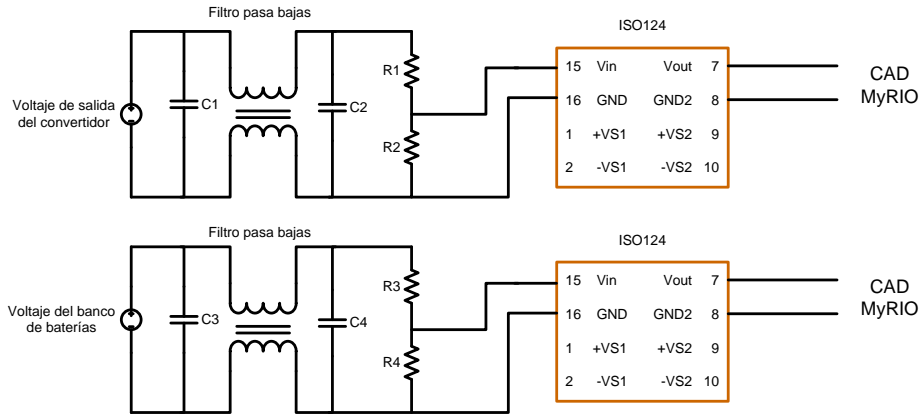 Filtro pasa bajas
ISO124
Voltaje de salida
del convertidor
C1
C2
R1
R2
15 Vin Vout 7
16 GND GND2 8
1 +VS1 +VS2 9
2 -VS1 -VS2 10
CAD
MyRIO
Filtro pasa bajas
ISO124
Voltaje del banco
de baterías
C3
C4
R3
R4
15 Vin Vout 7
16 GND GND2 8
1 +VS1 +VS2 9
2 -VS1 -VS2 10
CAD
MyRIO